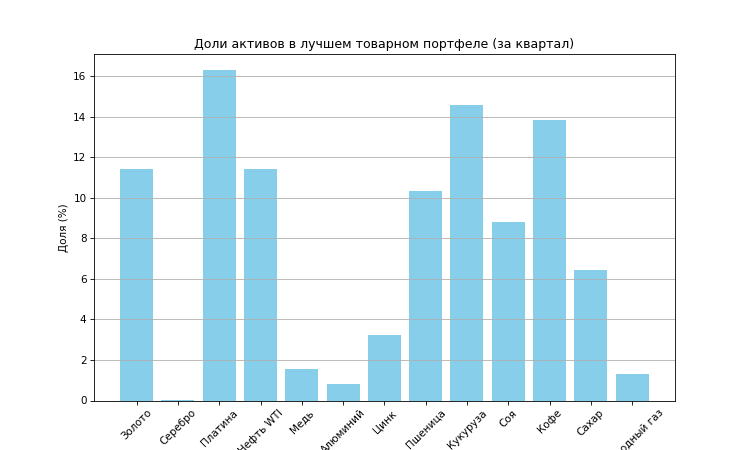 Доли активов в лучшем товарном портфеле (за квартал)
Доля (%)
16
14
12
10
8
6
4
2
0
Золото
Серебро
Платина
Нефть WTI
Медь
Алюминий
Цинк
Пшеница
Кукуруза
Соя
Кофе
Сахар
газ